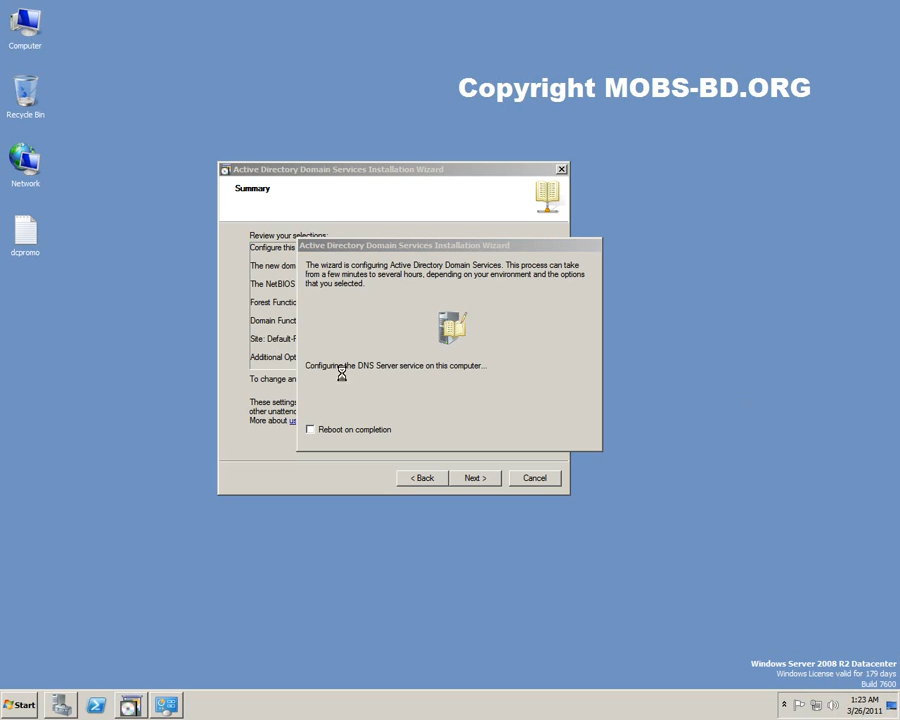 Computer
Recycle Bin
Network
dcpromo
Copyright MOBS-BD.ORG
Active Directory Domain Services Installation Wizard
Summary
Review your selections:
Configure this
The new dom
The NetBIOS
Forest Functio
Domain Funct
Site: Default-F
Additional Opt
To change an
These settings
other unattend
More about us
Active Directory Domain Services Installation Wizard
The wizard is configuring Active Directory Domain Services. This process can take
from a few minutes to several hours, depending on your environment and the options
that you selected.
Configuring the DNS Server service on this computer...
Reboot on completion
< Back
Next >
Cancel
Windows Server 2008 R2 Datacenter
Windows License valid for 179 days
Build 7600
Start
1:23 AM
3/26/2011